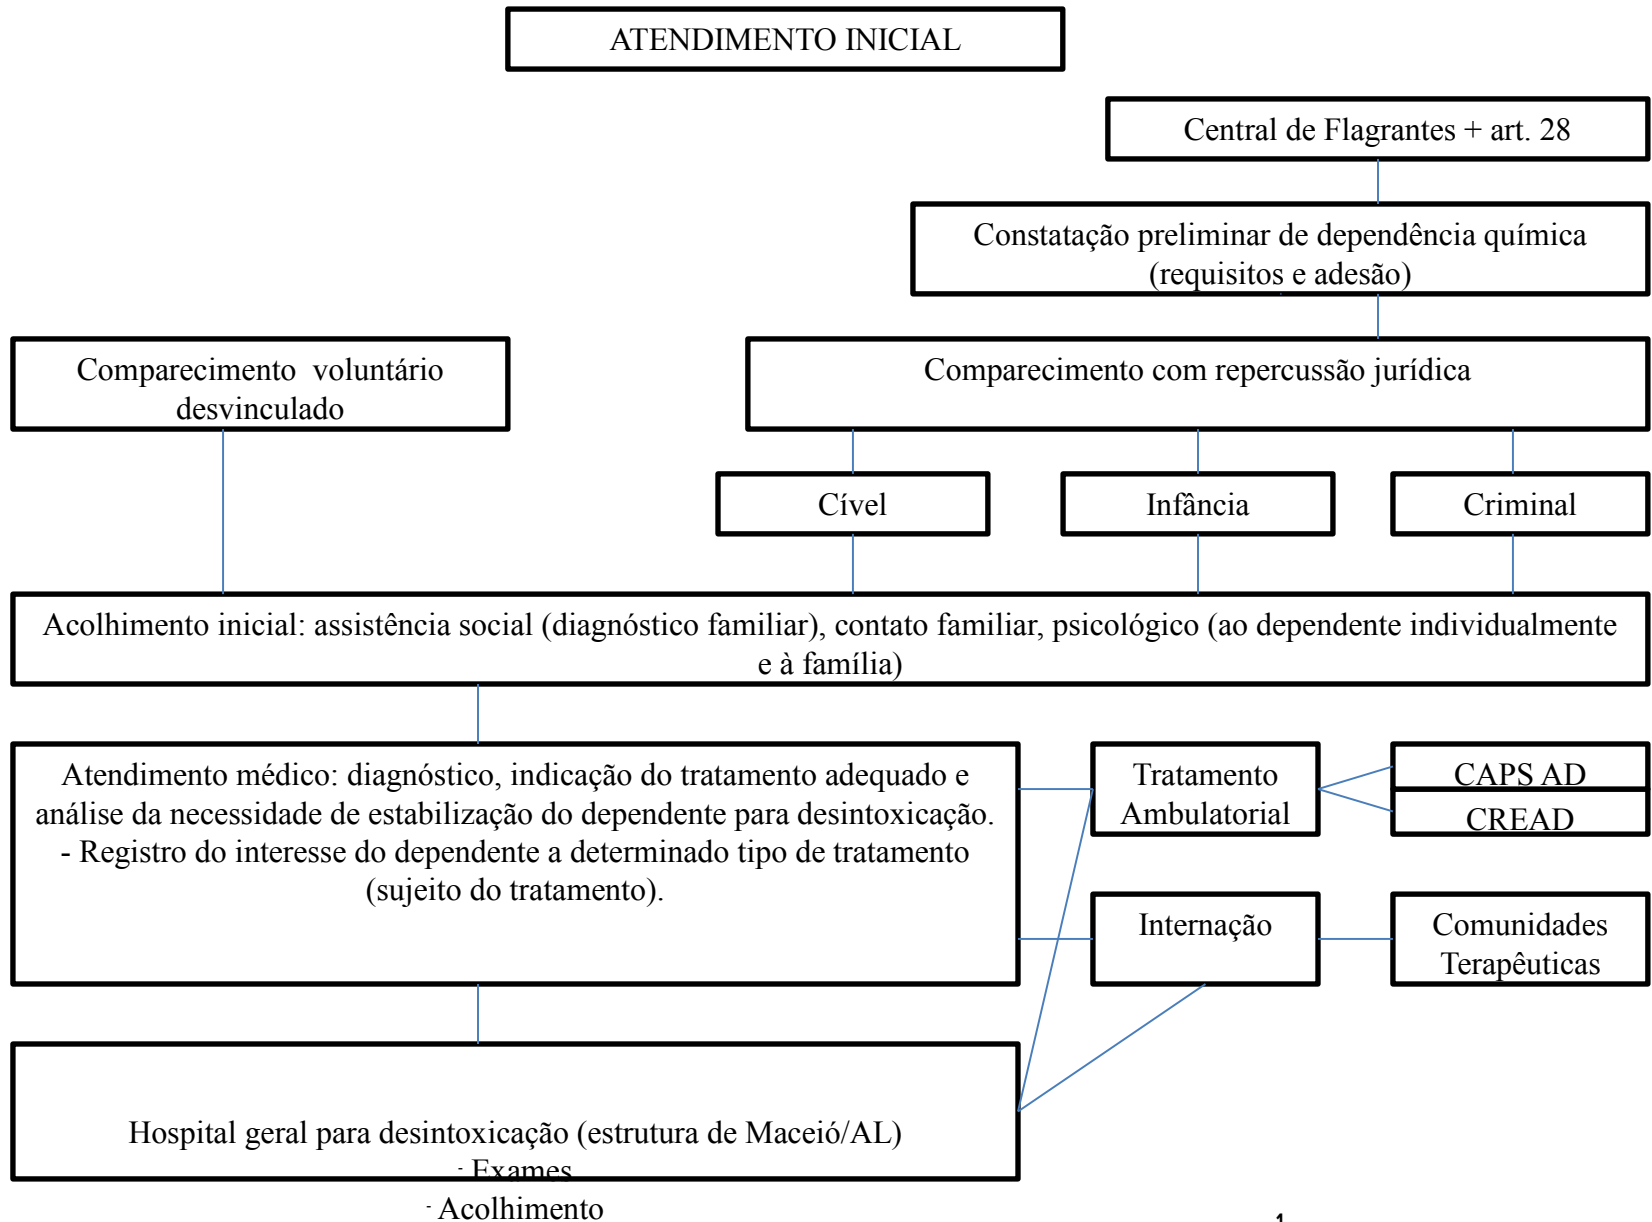 ATENDIMENTO INICIAL
Central de Flagrantes + art. 28
Constatação preliminar de dependência química
(requisitos e adesão)
Comparecimento voluntário
desvinculado
Comparecimento com repercussão jurídica
Cível
Infância
Criminal
Acolhimento inicial: assistência social (diagnóstico familiar), contato familiar, psicológico (ao dependente individualmente
e à família)
Atendimento médico: diagnóstico, indicação do tratamento adequado e
análise da necessidade de estabilização do dependente para desintoxicação.
- Registro do interesse do dependente a determinado tipo de tratamento
(sujeito do tratamento).
Tratamento
Ambulatorial
CAPS AD
CREAD
Internação
Comunidades
Terapêuticas
Hospital geral para desintoxicação (estrutura de Maceió/AL)
- Exames
- Acolhimento
1